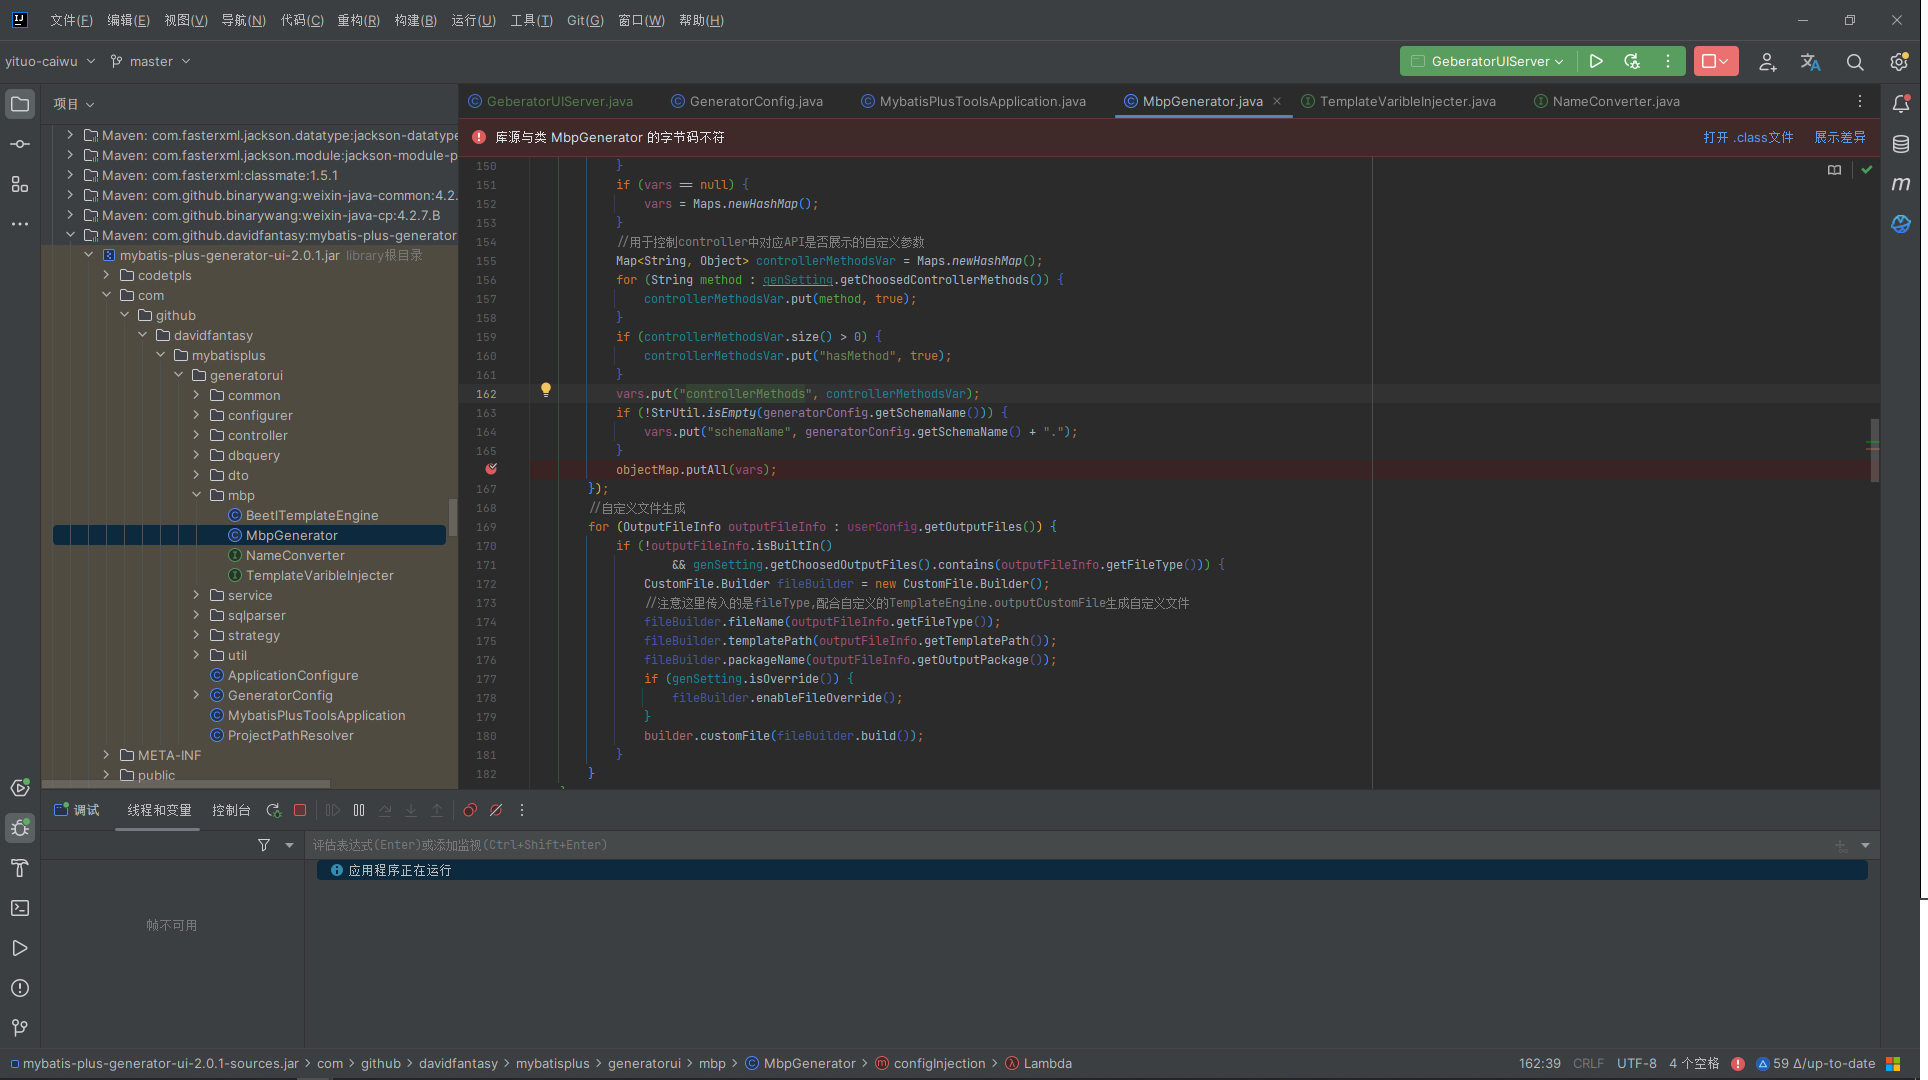 文件(F) 编辑(E) 视图(V) 导航(N) 代码(C) 重构(R) 构建(B) 运行(U) 工具(T) Git(G) 窗口(W) 帮助(H)
yituo-caiwu master GeberatorUIServer
项目
GeberatorUIServer.java GeneratorConfig.java MybatisPlusToolsApplication.java MbpGenerator.java TemplateVaribleInjecter.java NameConverter.java
库源与类 MbpGenerator 的字节码不符 打开 .class文件 展示差异
Maven: com.fasterxml.jackson.datatype:jackson-datatype
Maven: com.fasterxml.jackson.module:jackson-module-p
Maven: com.fasterxml:classmate:1.5.1
Maven: com.github.binarywang:weixin-java-common:4.2.
Maven: com.github.binarywang:weixin-java-cp:4.2.7.B
Maven: com.github.davidfantasy:mybatis-plus-generator
mybatis-plus-generator-ui-2.0.1.jar library根目录
codetpls
com
github
davidfantasy
mybatisplus
generatorui
common
configurer
controller
dbquery
dto
mbp
BeetlTemplateEngine
MbpGenerator
NameConverter
TemplateVaribleInjecter
service
sqlparser
strategy
util
ApplicationConfigure
GeneratorConfig
MybatisPlusToolsApplication
ProjectPathResolver
META-INF
public
150 }
151 if (vars == null) {
152 vars = Maps.newHashMap();
153 }
154 //用于控制controller中对应API是否展示的自定义参数
155 Map<String, Object> controllerMethodsVar = Maps.newHashMap();
156 for (String method : genSetting.getChoosedControllerMethods()) {
157 controllerMethodsVar.put(method, true);
158 }
159 if (controllerMethodsVar.size() > 0) {
160 controllerMethodsVar.put("hasMethod", true);
161 }
162 vars.put("controllerMethods", controllerMethodsVar);
163 if (!StrUtil.isEmpty(generatorConfig.getSchemaName())) {
164 vars.put("schemaName", generatorConfig.getSchemaName() + ".");
165 }
objectMap.putAll(vars);
167 });
168 //自定义文件生成
169 for (OutputFileInfo outputFileInfo : userConfig.getOutputFiles()) {
170 if (!outputFileInfo.isBuiltIn()
171 && genSetting.getChoosedOutputFiles().contains(outputFileInfo.getFileType())) {
172 CustomFile.Builder fileBuilder = new CustomFile.Builder();
173 //注意这里传入的是fileType,配合自定义的TemplateEngine.outputCustomFile生成自定义文件
174 fileBuilder.fileName(outputFileInfo.getFileType());
175 fileBuilder.templatePath(outputFileInfo.getTemplatePath());
176 fileBuilder.packageName(outputFileInfo.getOutputPackage());
177 if (genSetting.isOverride()) {
178 fileBuilder.enableFileOverride();
179 }
180 builder.customFile(fileBuilder.build());
181 }
182 }
调试 线程和变量 控制台
评估表达式(Enter)或添加监视(Ctrl+Shift+Enter)
应用程序正在运行
帧不可用
mybatis-plus-generator-ui-2.0.1-sources.jar com github davidfantasy mybatisplus generatorui mbp MbpGenerator configInjection Lambda 162:39 CRLF UTF-8 4 个空格 59 Δ/up-to-date